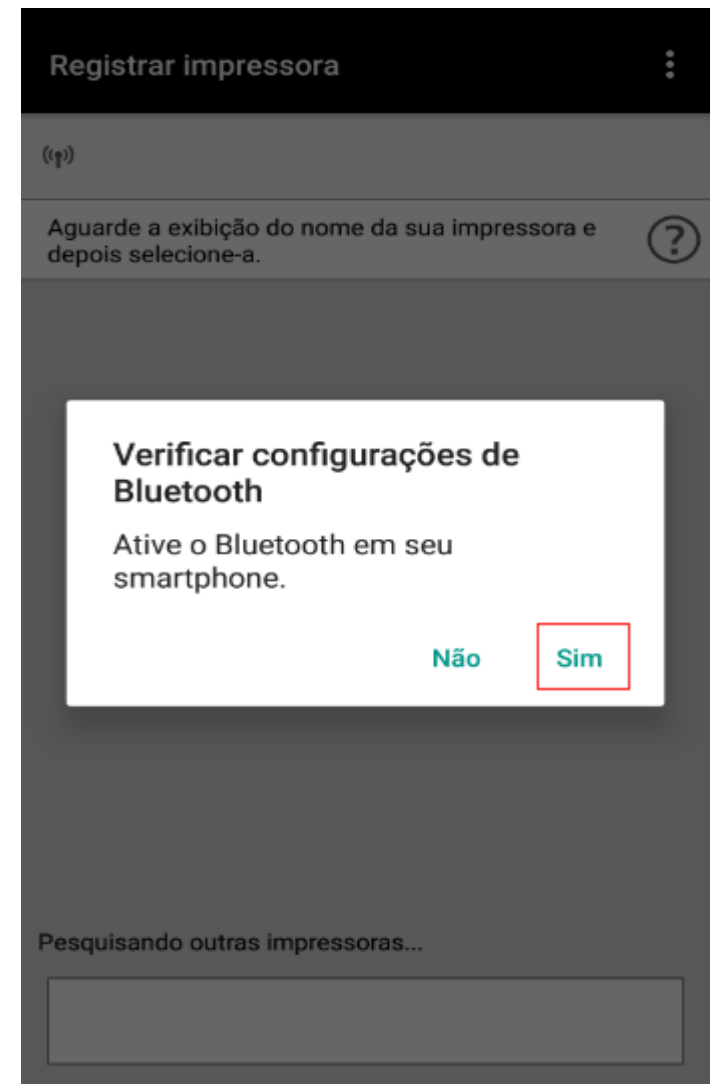 Registrar impressora
Aguarde a exibição do nome da sua impressora e
depois selecione-a.
?
Verificar configurações de
Bluetooth
Ative o Bluetooth em seu
smartphone.
Não Sim
Pesquisando outras impressoras...